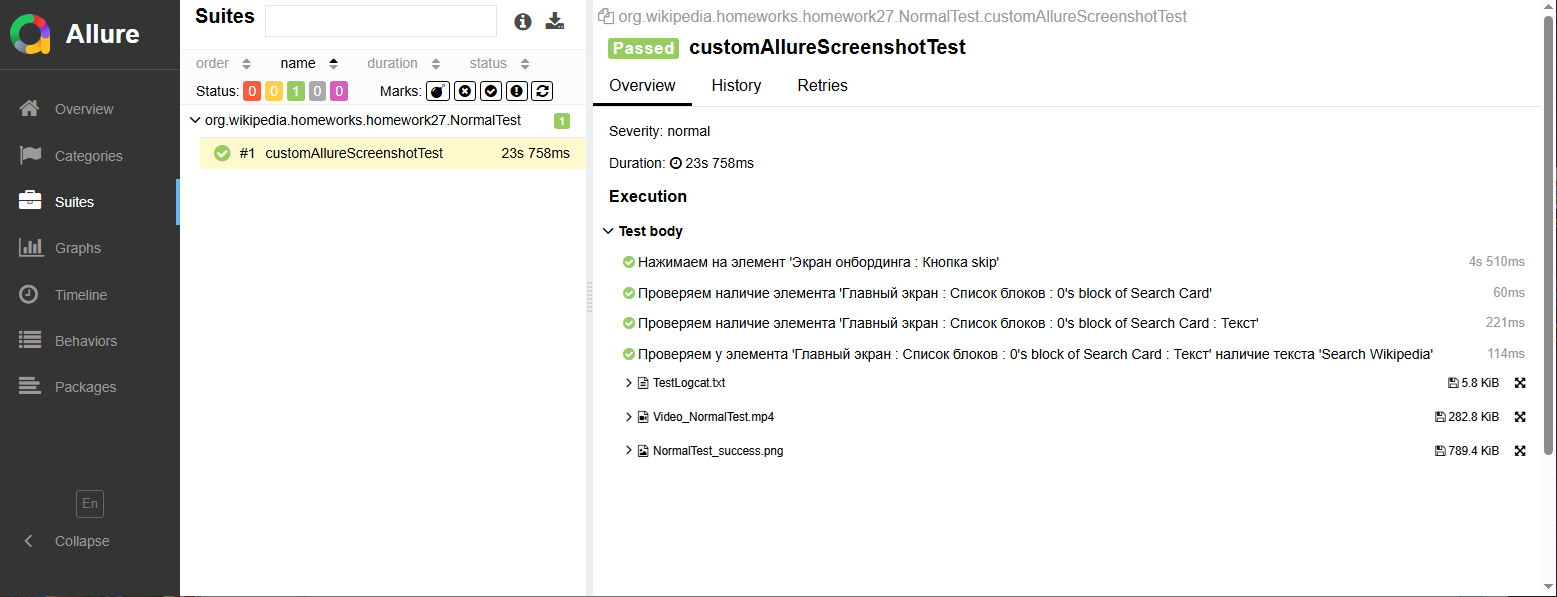 Allure
Overview
Categories
Suites
Graphs
Timeline
Behaviors
Packages
En
Collapse
Suites
order name duration status
Status: 0 0 1 0 0 Marks:
org.wikipedia.homeworks.homework27.NormalTest 1
#1 customAllureScreenshotTest 23s 758ms
org.wikipedia.homeworks.homework27.NormalTest.customAllureScreenshotTest
Passed customAllureScreenshotTest
Overview History Retries
Severity: normal
Duration: 23s 758ms
Execution
Test body
Нажимаем на элемент 'Экран онбординга : Кнопка skip' 4s 510ms
Проверяем наличие элемента 'Главный экран : Список блоков : 0's block of Search Card' 60ms
Проверяем наличие элемента 'Главный экран : Список блоков : 0's block of Search Card : Текст' 221ms
Проверяем у элемента 'Главный экран : Список блоков : 0's block of Search Card : Текст' наличие текста 'Search Wikipedia' 114ms
TestLogcat.txt 5.8 KiB
Video_NormalTest.mp4 282.8 KiB
NormalTest_success.png 789.4 KiB